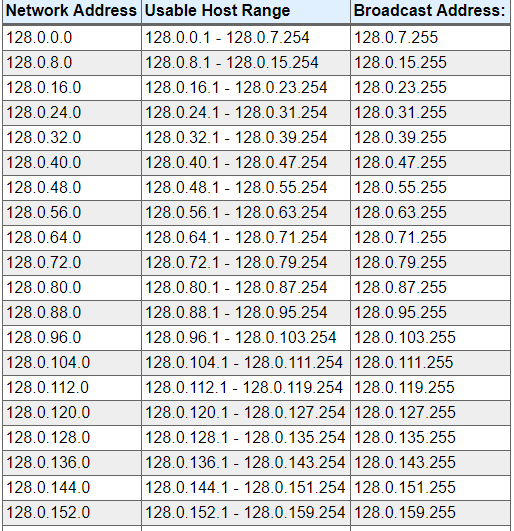 Network Address Usable Host Range Broadcast Address:
128.0.0.0 128.0.0.1 - 128.0.7.254 128.0.7.255
128.0.8.0 128.0.8.1 - 128.0.15.254 128.0.15.255
128.0.16.0 128.0.16.1 - 128.0.23.254 128.0.23.255
128.0.24.0 128.0.24.1 - 128.0.31.254 128.0.31.255
128.0.32.0 128.0.32.1 - 128.0.39.254 128.0.39.255
128.0.40.0 128.0.40.1 - 128.0.47.254 128.0.47.255
128.0.48.0 128.0.48.1 - 128.0.55.254 128.0.55.255
128.0.56.0 128.0.56.1 - 128.0.63.254 128.0.63.255
128.0.64.0 128.0.64.1 - 128.0.71.254 128.0.71.255
128.0.72.0 128.0.72.1 - 128.0.79.254 128.0.79.255
128.0.80.0 128.0.80.1 - 128.0.87.254 128.0.87.255
128.0.88.0 128.0.88.1 - 128.0.95.254 128.0.95.255
128.0.96.0 128.0.96.1 - 128.0.103.254 128.0.103.255
128.0.104.0 128.0.104.1 - 128.0.111.254 128.0.111.255
128.0.112.0 128.0.112.1 - 128.0.119.254 128.0.119.255
128.0.120.0 128.0.120.1 - 128.0.127.254 128.0.127.255
128.0.128.0 128.0.128.1 - 128.0.135.254 128.0.135.255
128.0.136.0 128.0.136.1 - 128.0.143.254 128.0.143.255
128.0.144.0 128.0.144.1 - 128.0.151.254 128.0.151.255
128.0.152.0 128.0.152.1 - 128.0.159.254 128.0.159.255